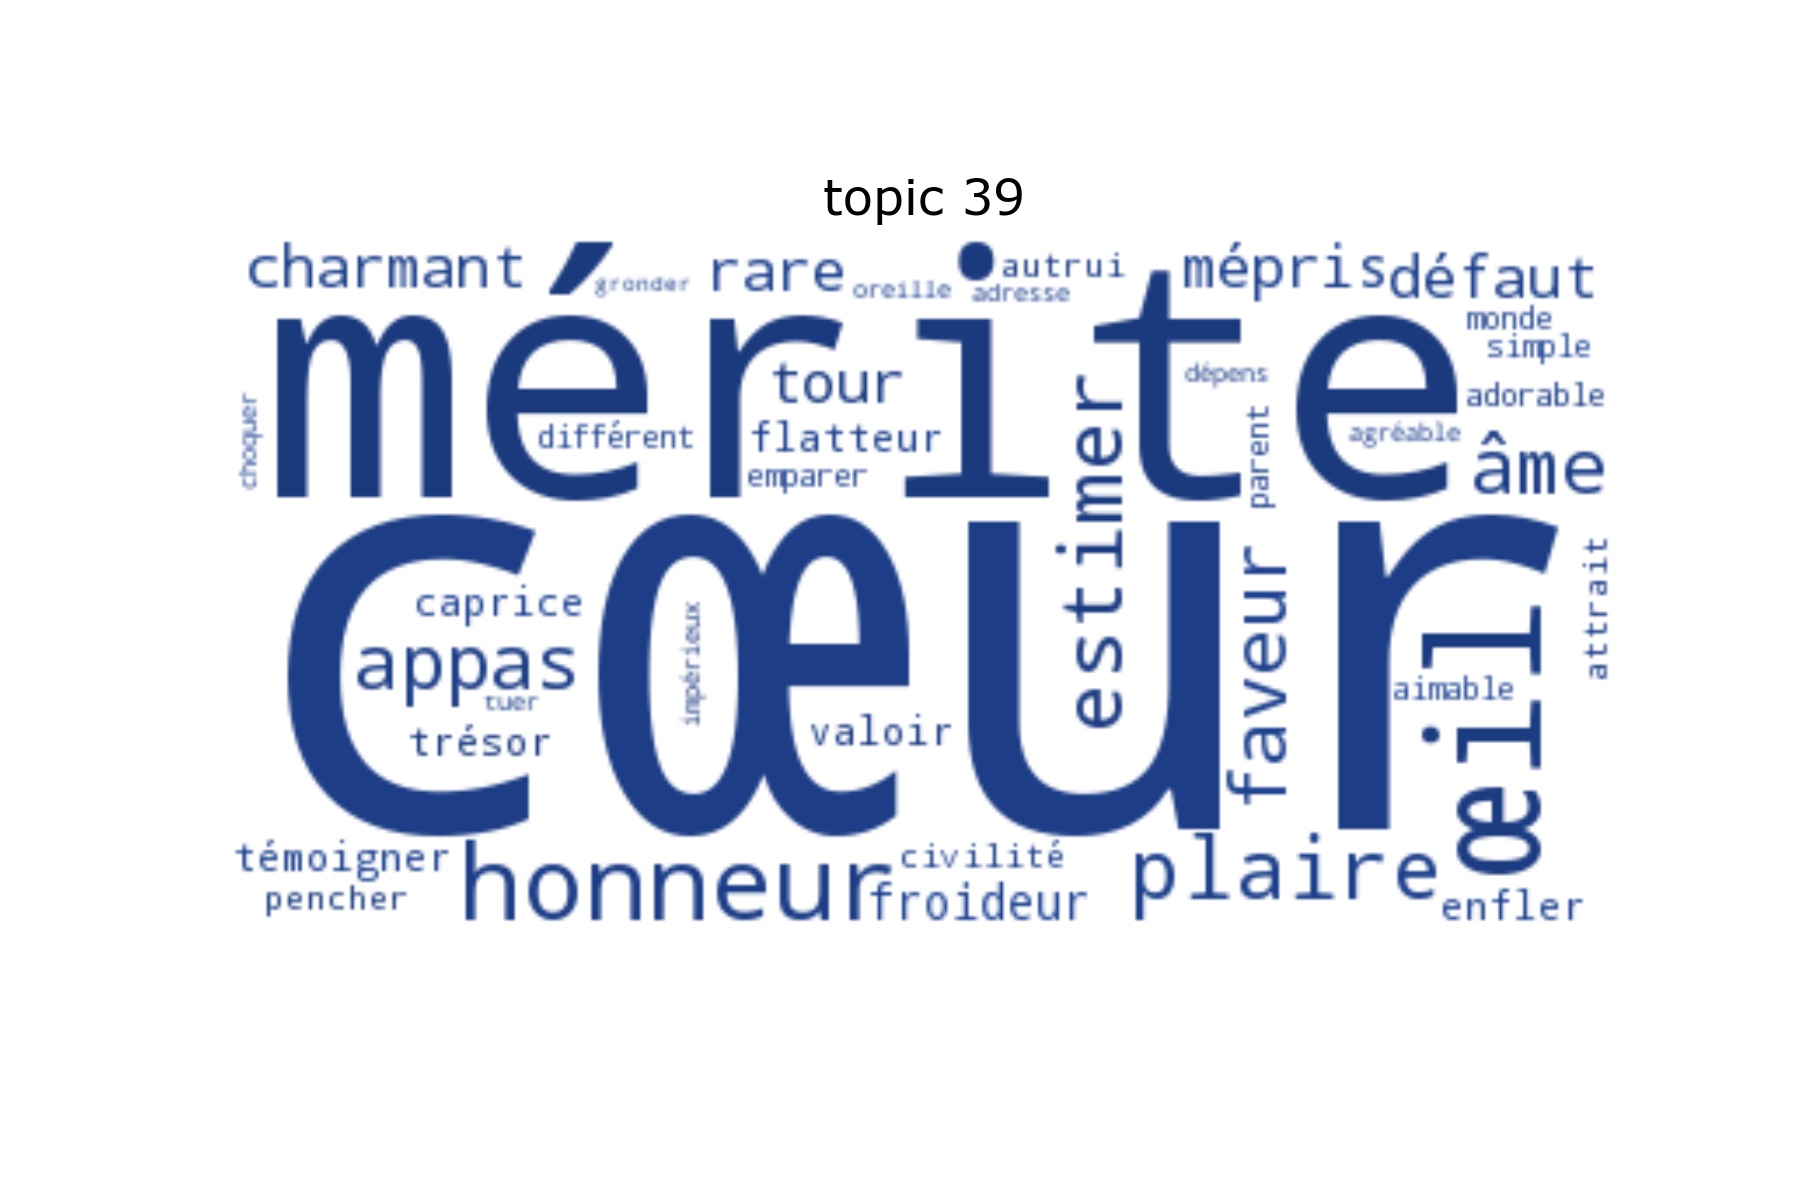 topic 39
charmant
gronder
rare
oreille
autrui
adresse
mépris
défaut
monde
simple
mérite
tour
dépens
adorable
choquer
différent
flatteur
emparer
estimer
parent
agréable
âme
cœur
caprice
appas
tuer
trésor
impérieux
valoir
faveur
aimable
œil
attrait
témoigner
pencher
honneur
civilité
froideur
plaire
enfler